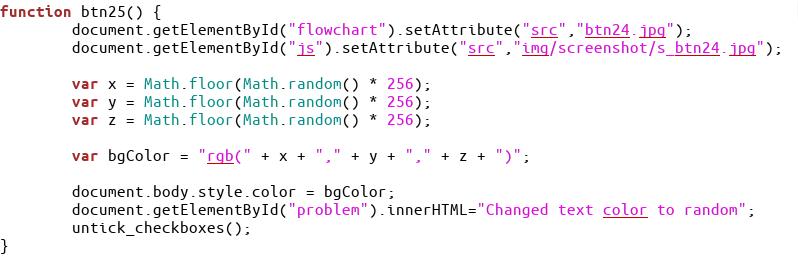 function btn25() {
document.getElementById("flowchart").setAttribute("src","btn24.jpg");
document.getElementById("js").setAttribute("src","img/screenshot/s_btn24.jpg");
var x = Math.floor(Math.random() * 256);
var y = Math.floor(Math.random() * 256);
var z = Math.floor(Math.random() * 256);
var bgColor = "rgb(" + x + "," + y + "," + z + ")";
document.body.style.color = bgColor;
document.getElementById("problem").innerHTML="Changed text color to random";
untick_checkboxes();
}